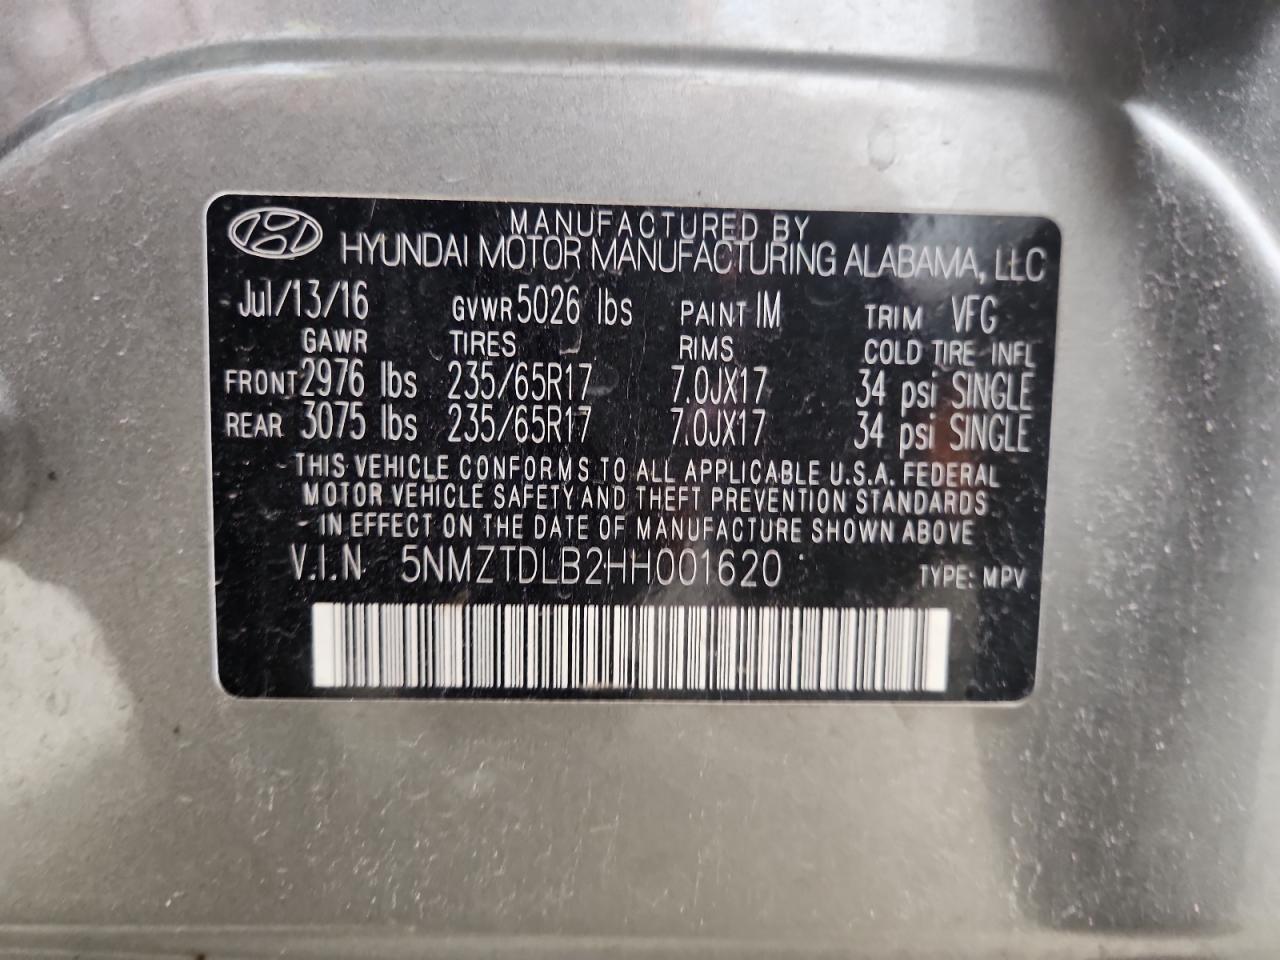 MANUFACTURED BY
HYUNDAI MOTOR MANUFACTURING ALABAMA, LLC
Jul/13/16 GVWR 5026 lbs PAINT IM TRIM VFG
GAWR TIRES RIMS COLD TIRE INFL
FRONT 2976 lbs 235/65R17 7.0JX17 34 psi SINGLE
REAR 3075 lbs 235/65R17 7.0JX17 34 psi SINGLE
THIS VEHICLE CONFORMS TO ALL APPLICABLE U.S.A. FEDERAL
MOTOR VEHICLE SAFETY AND THEFT PREVENTION STANDARDS
IN EFFECT ON THE DATE OF MANUFACTURE SHOWN ABOVE
V.I.N 5NMZTDLB2HH001620 TYPE: MPV